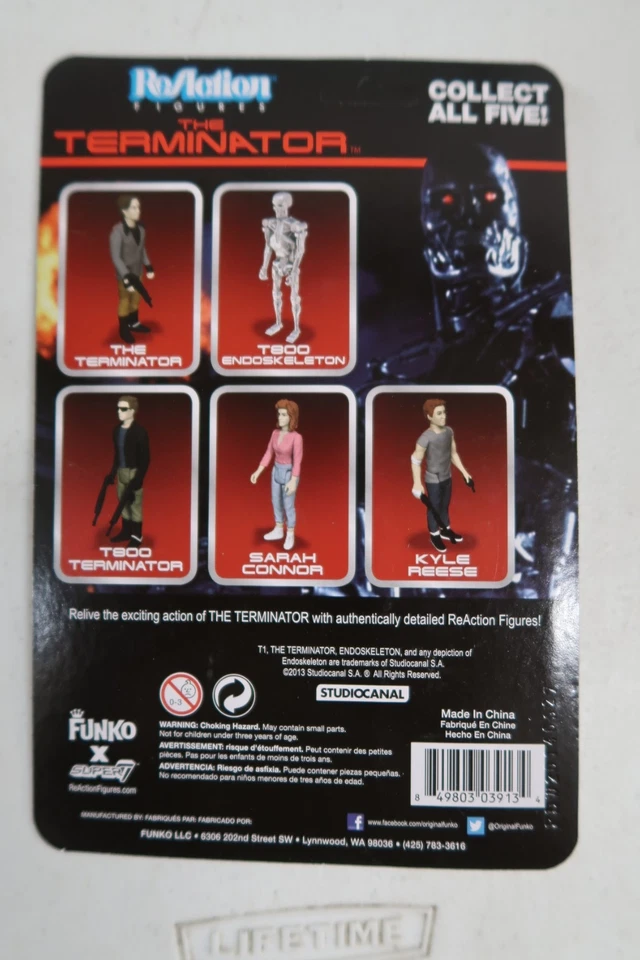 ReAction
FIGURES
COLLECT
ALL FIVE!
THE
TERMINATOR™
THE
TERMINATOR
T800
ENDOSKELETON
T800
TERMINATOR
SARAH
CONNOR
KYLE
REESE
Relive the exciting action of THE TERMINATOR with authentically detailed ReAction Figures!
T1, THE TERMINATOR, ENDOSKELETON, and any depiction of
Endoskeleton are trademarks of Studiocanal S.A.
©2013 Studiocanal S.A. ® All Rights Reserved.
STUDIOCANAL
0-3
FUNKO
X
SUPER7
ReActionFigures.com
WARNING: Choking Hazard. May contain small parts.
Not for children under three years of age.
AVERTISSEMENT: risque d'étouffement. Peut contenir des petites
pièces. Pas pour les enfants de moins de trois ans.
ADVERTENCIA: Riesgo de asfixia. Puede contener piezas pequeñas.
No recomendado para niños menores de tres años de edad.
Made In China
Fabriqué En Chine
Hecho En China
8 49803 03913 4
MANUFACTURED BY: FABRIQUÉS PAR: FABRICADO POR:
FUNKO LLC • 6306 202nd Street SW • Lynnwood, WA 98036 • (425) 783-3616
www.facebook.com/originalfunko
@OriginalFunko
LIFETIME